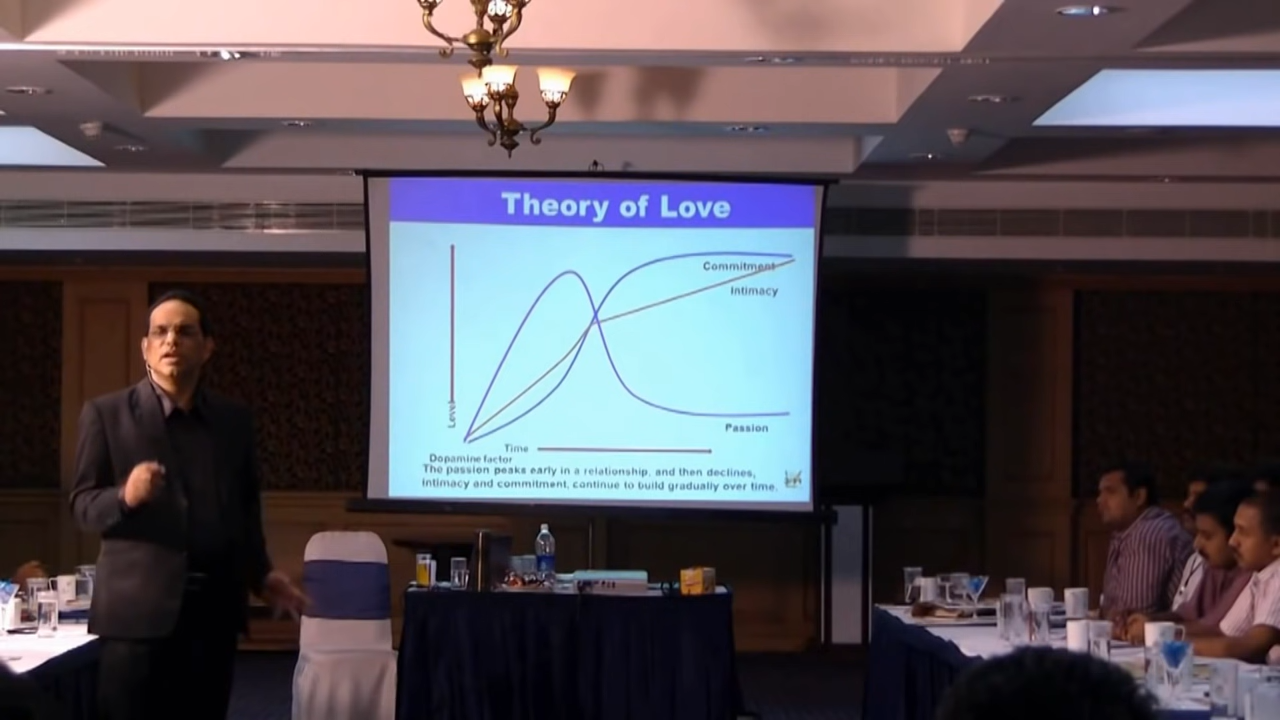 Theory of Love
Commitment
Intimacy
Level
Passion
Time
Dopamine factor
The passion peaks early in a relationship, and then declines,
intimacy and commitment, continue to build gradually over time.